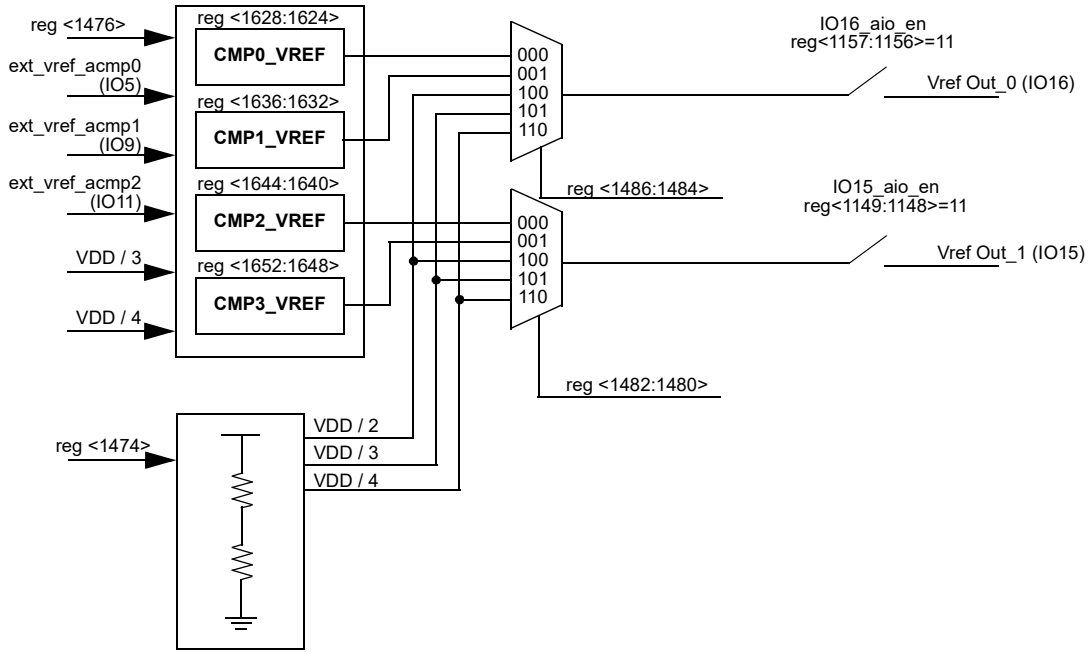 reg <1476>
ext_vref_acmp0
(IO5)
ext_vref_acmp1
(IO9)
ext_vref_acmp2
(IO11)
VDD / 3
VDD / 4
reg <1628:1624>
CMP0_VREF
reg <1636:1632>
CMP1_VREF
reg <1644:1640>
CMP2_VREF
reg <1652:1648>
CMP3_VREF
000
001
100
101
110
reg <1486:1484>
IO16_aio_en
reg<1157:1156>=11
Vref Out_0 (IO16)
000
001
100
101
110
reg <1482:1480>
IO15_aio_en
reg<1149:1148>=11
Vref Out_1 (IO15)
reg <1474>
VDD / 2
VDD / 3
VDD / 4